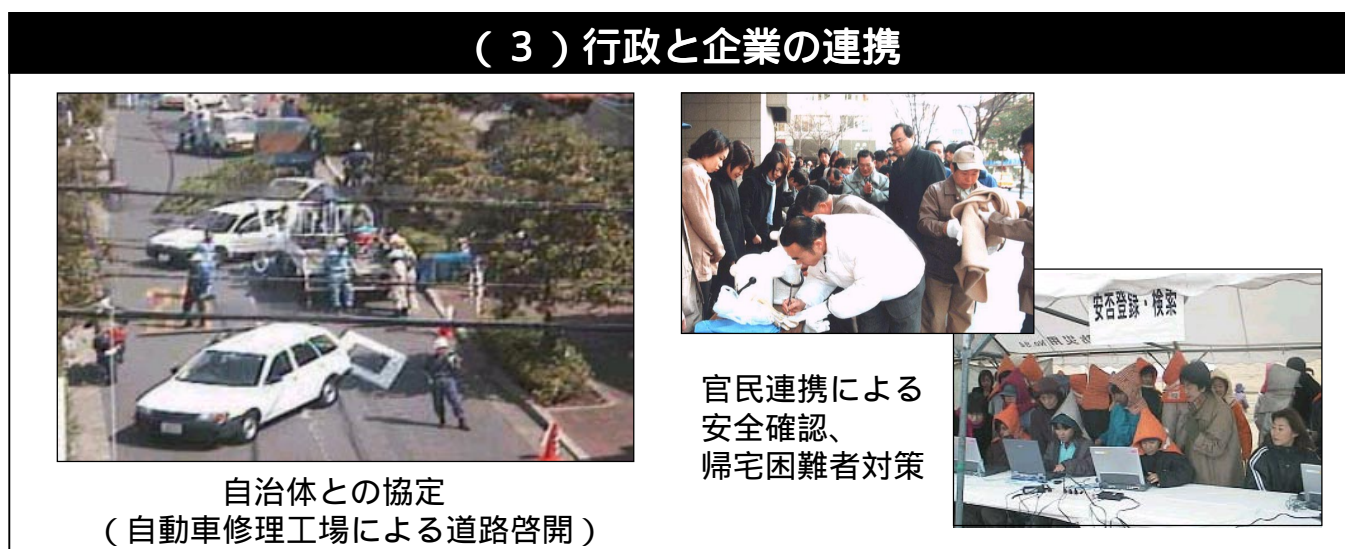 (3)行政と企業の連携
自治体との協定
(自動車修理工場による道路啓開)
官民連携による
安全確認、
帰宅困難者対策
安否登録・検索